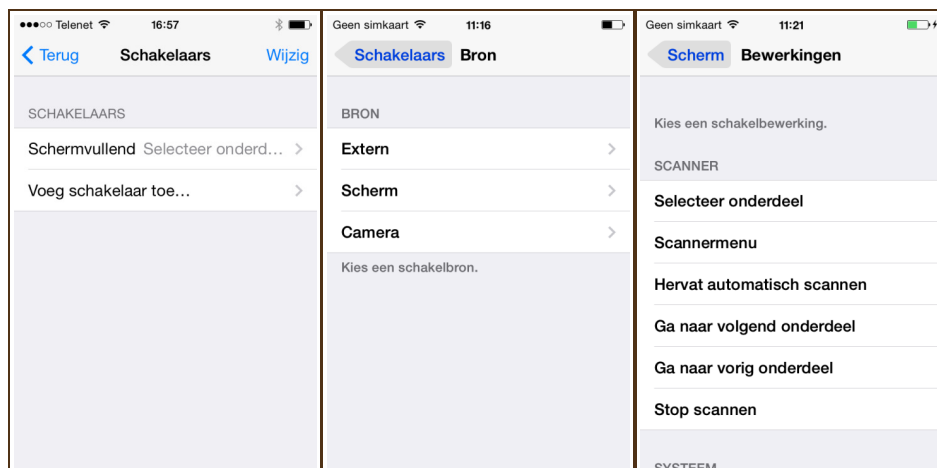 Telenet 16:57
Terug Schakelaars Wijzig
SCHAKELAARS
Schermvullend Selecteer onderd...
Voeg schakelaar toe...
Geen simkaart 11:16
Schakelaars Bron
BRON
Extern
Scherm
Camera
Kies een schakelbron.
Geen simkaart 11:21
Scherm Bewerkingen
Kies een schakelbewerking.
SCANNER
Selecteer onderdeel
Scannermenu
Hervat automatisch scannen
Ga naar volgend onderdeel
Ga naar vorig onderdeel
Stop scannen
SYSTEEM